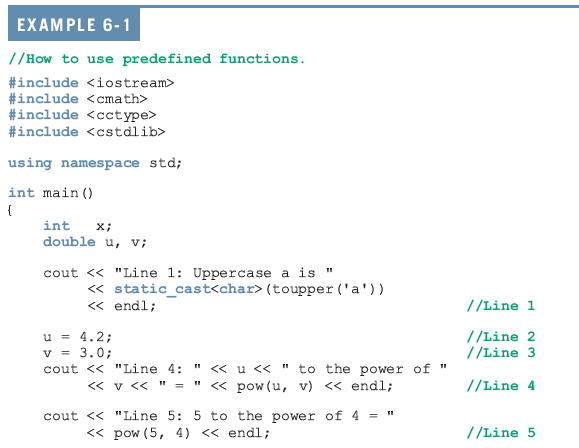 EXAMPLE 6-1
//How to use predefined functions.
#include <iostream>
#include <cmath>
#include <cctype>
#include <cstdlib>
using namespace std;
int main()
{
int x;
double u, v;
cout << "Line 1: Uppercase a is "
<< static_cast<char>(toupper('a'))
<< endl; //Line 1
u = 4.2; //Line 2
v = 3.0; //Line 3
cout << "Line 4: " << u << " to the power of "
<< v << " = " << pow(u, v) << endl; //Line 4
cout << "Line 5: 5 to the power of 4 = "
<< pow(5, 4) << endl; //Line 5